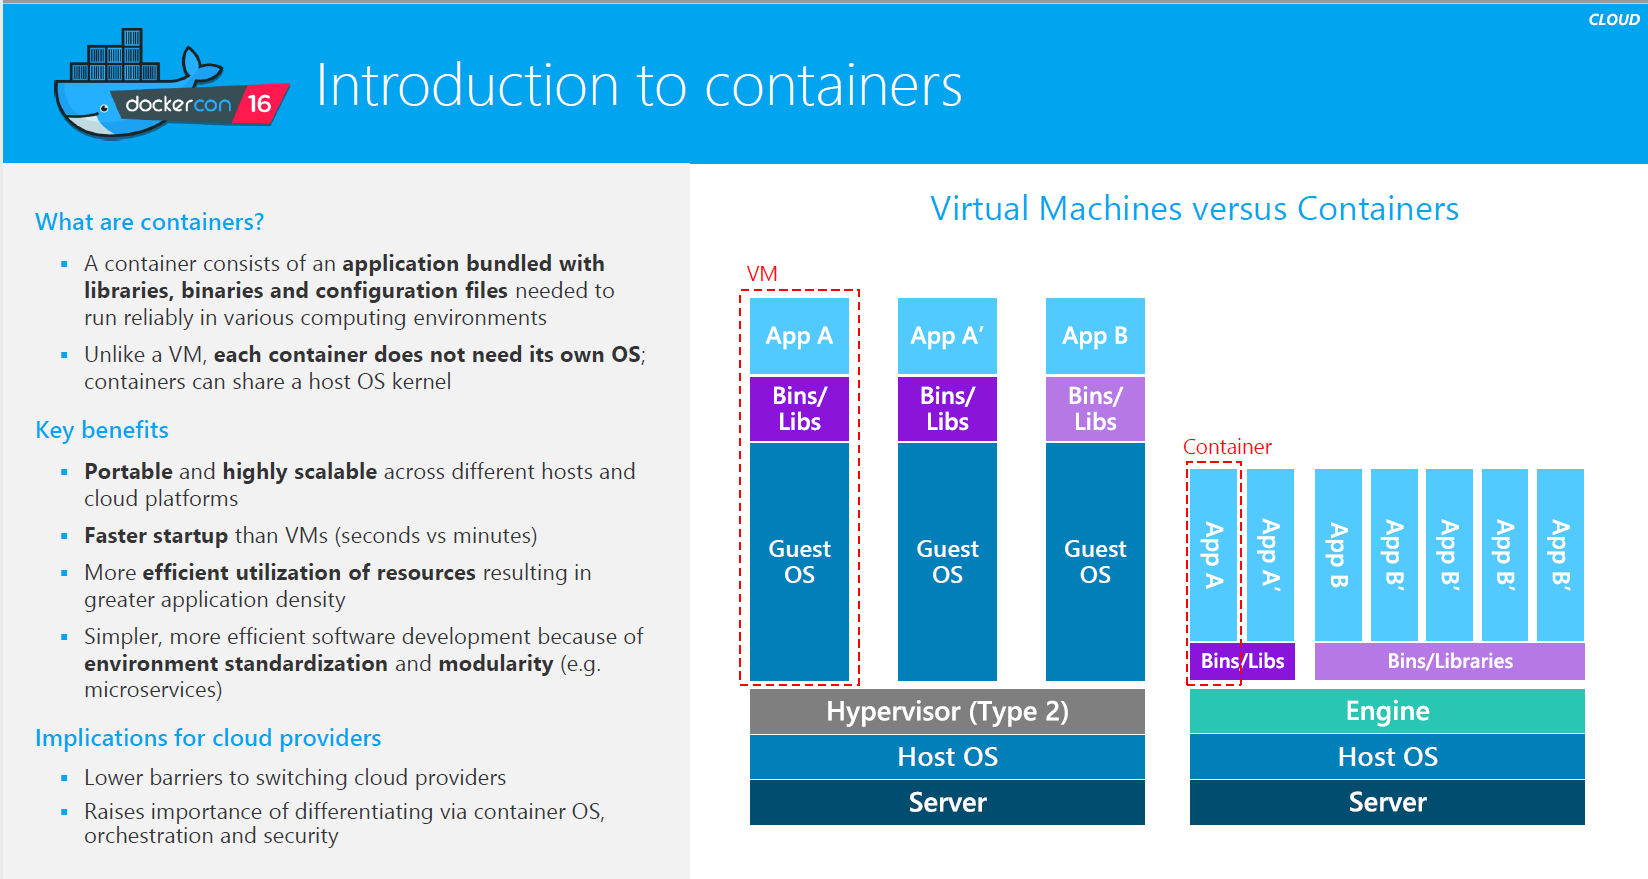 CLOUD
dockercon 16
Introduction to containers
What are containers?
▪ A container consists of an application bundled with
libraries, binaries and configuration files needed to
run reliably in various computing environments
▪ Unlike a VM, each container does not need its own OS;
containers can share a host OS kernel
Key benefits
▪ Portable and highly scalable across different hosts and
cloud platforms
▪ Faster startup than VMs (seconds vs minutes)
▪ More efficient utilization of resources resulting in
greater application density
▪ Simpler, more efficient software development because of
environment standardization and modularity (e.g.
microservices)
Implications for cloud providers
▪ Lower barriers to switching cloud providers
▪ Raises importance of differentiating via container OS,
orchestration and security
Virtual Machines versus Containers
VM
App A
Bins/
Libs
Guest
OS
App A’
Bins/
Libs
Guest
OS
App B
Bins/
Libs
Guest
OS
Hypervisor (Type 2)
Host OS
Server
Container
App A
App A’
App B
App B’
App B’
App B’
App B’
Bins/Libs
Bins/Libraries
Engine
Host OS
Server